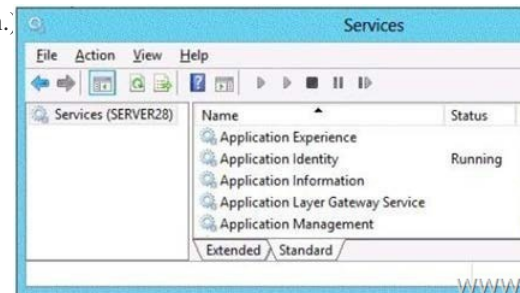 Services
File Action View Help
Services (SERVER28)
Name Status
Application Experience
Application Identity Running
Application Information
Application Layer Gateway Service
Application Management
Extended Standard
www